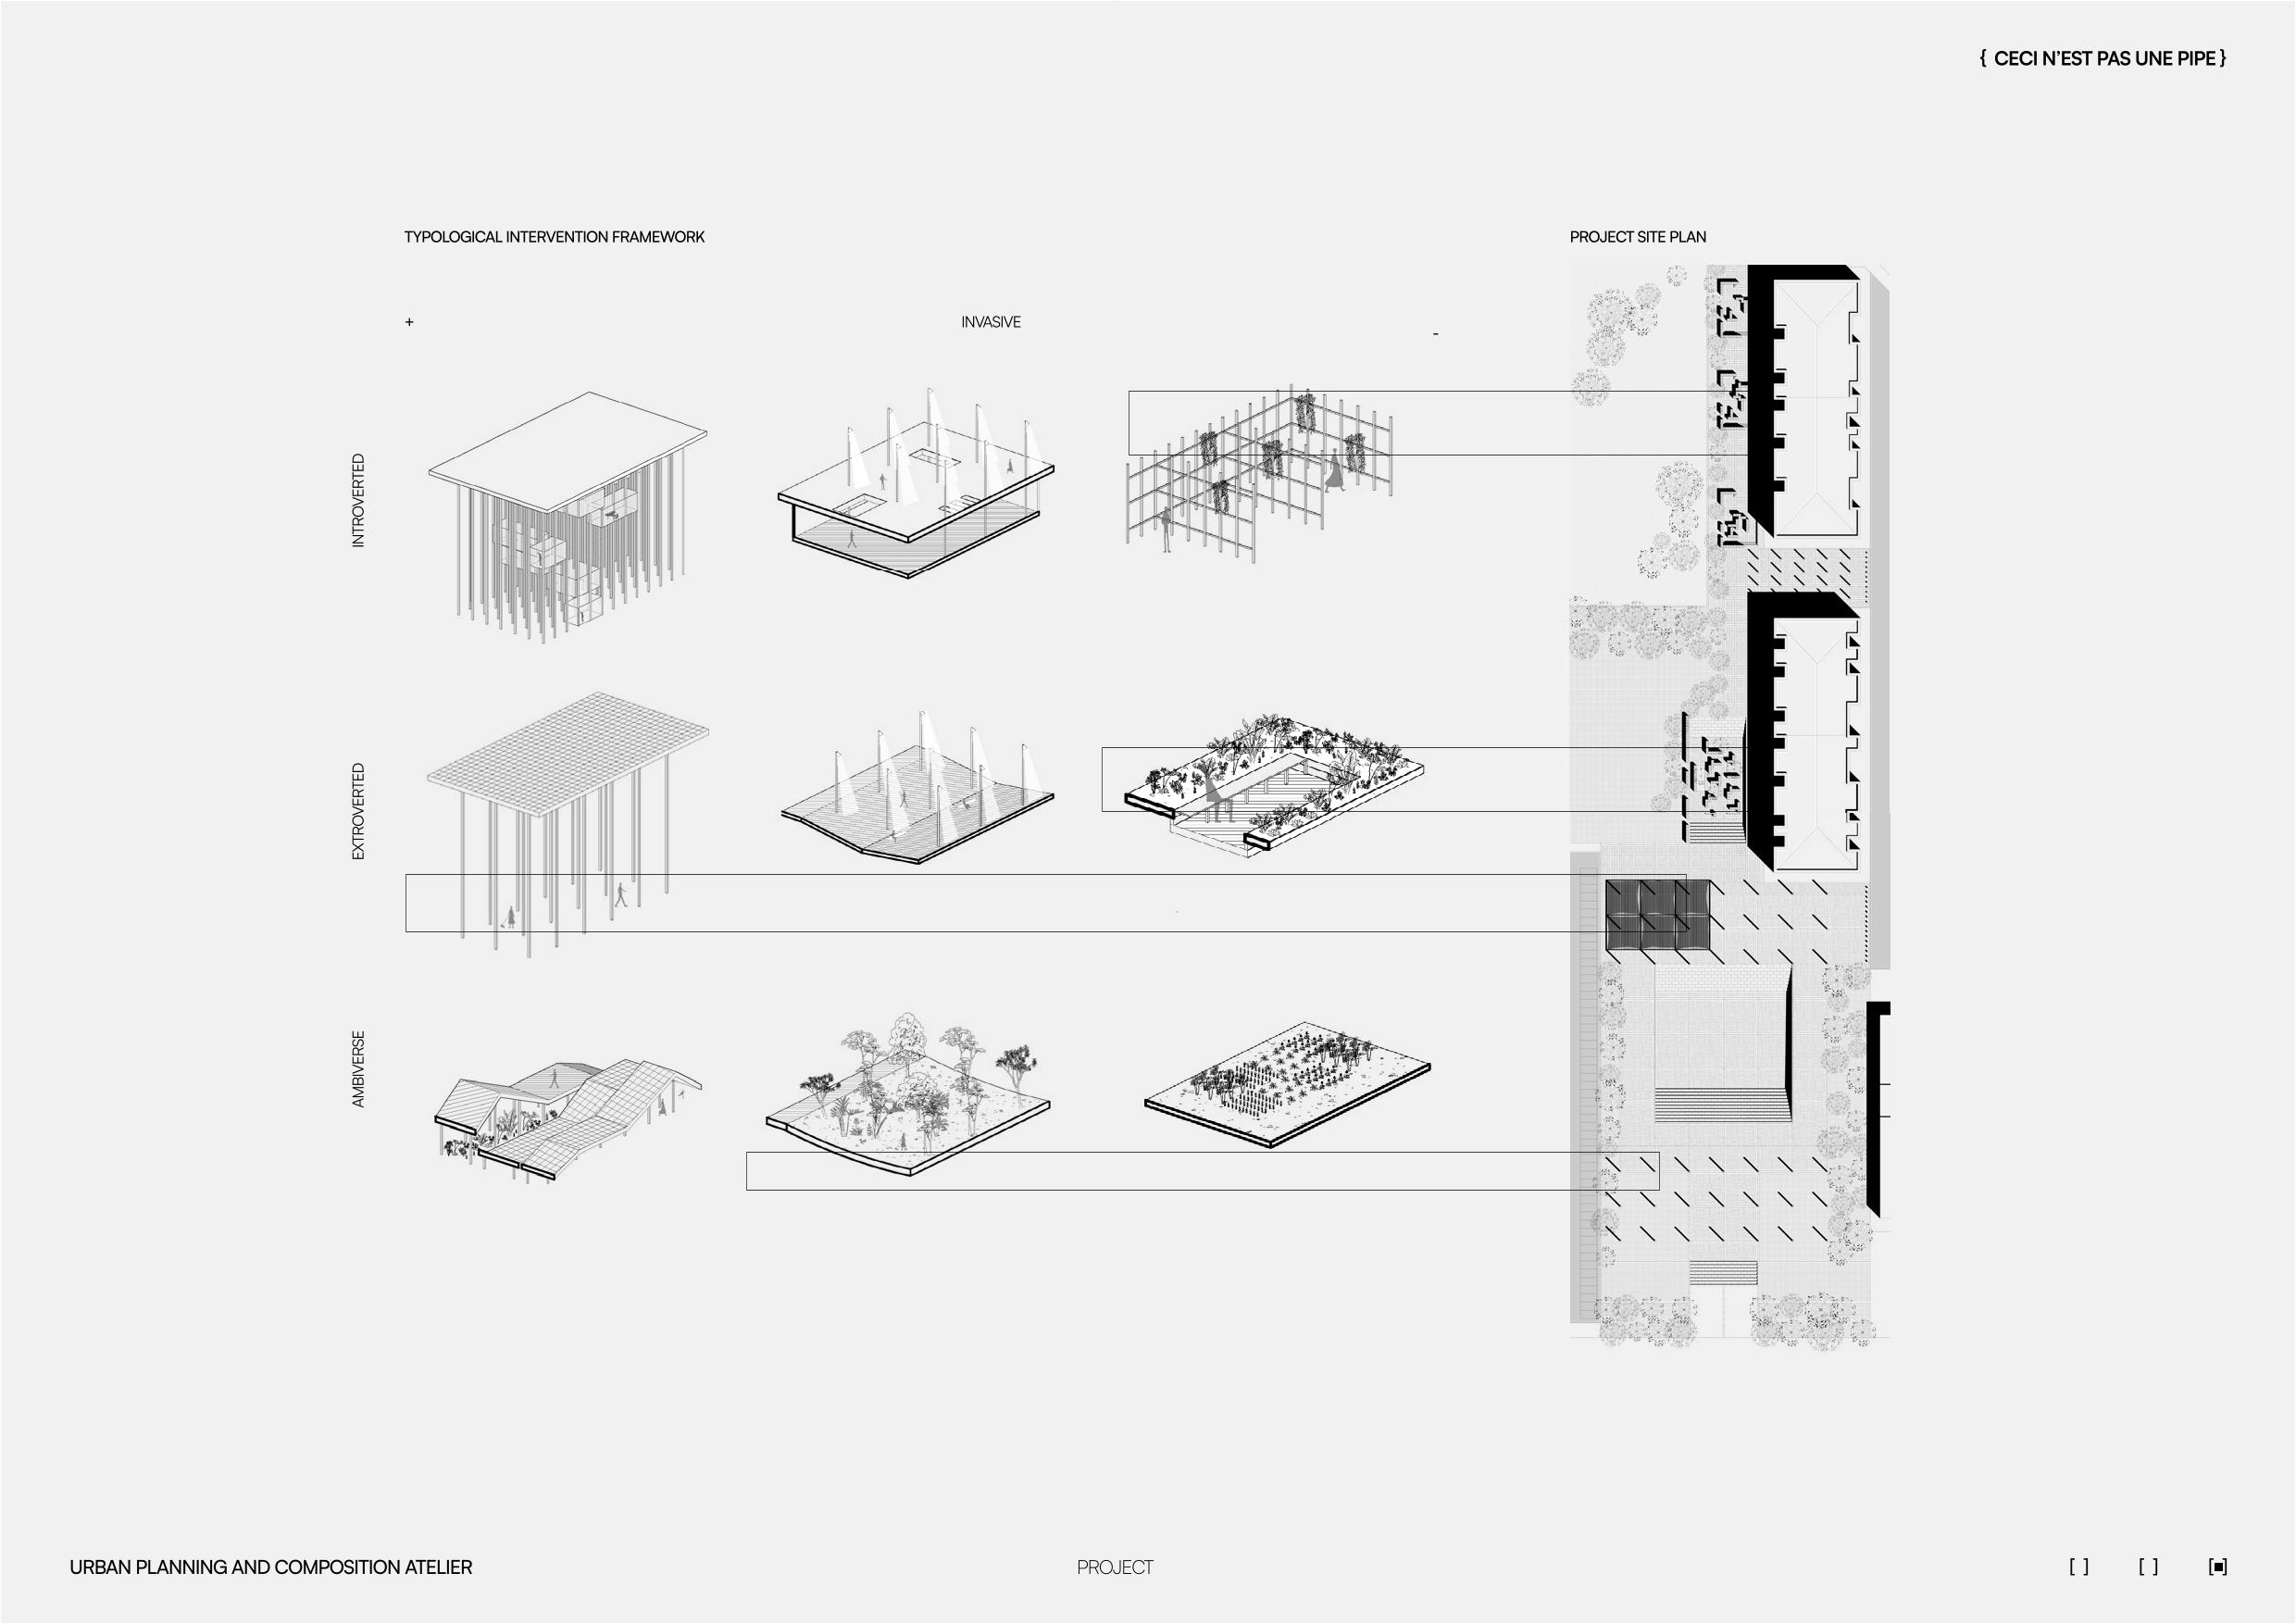 { CECI N'EST PAS UNE PIPE}
TYPOLOGICAL INTERVENTION FRAMEWORK
PROJECT SITE PLAN
+
INVASIVE
-
INTROVERTED
EXTROVERTED
AMBIVERSE
URBAN PLANNING AND COMPOSITION ATELIER
PROJECT
[ ] [ ] [■]